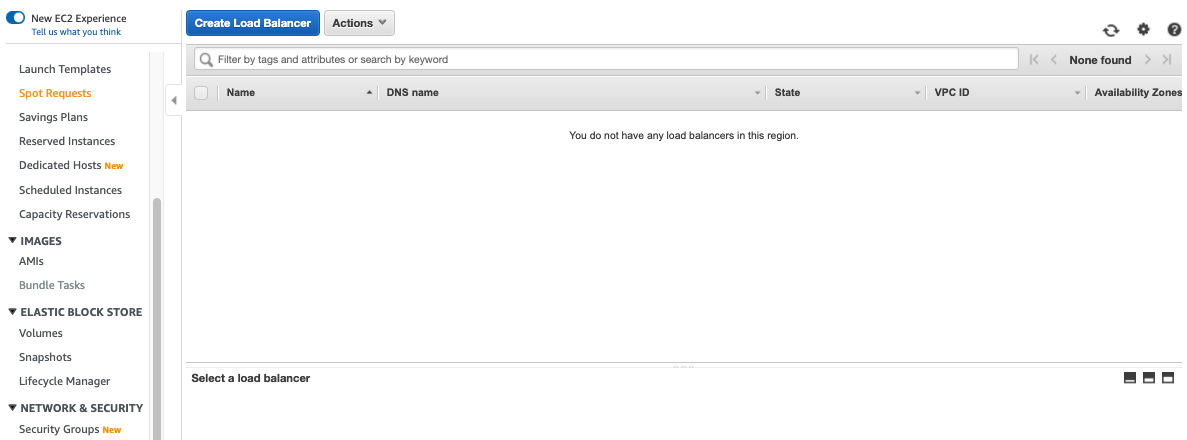 New EC2 Experience
Tell us what you think
Launch Templates
Spot Requests
Savings Plans
Reserved Instances
Dedicated Hosts New
Scheduled Instances
Capacity Reservations
IMAGES
AMIs
Bundle Tasks
ELASTIC BLOCK STORE
Volumes
Snapshots
Lifecycle Manager
NETWORK & SECURITY
Security Groups New
Create Load Balancer Actions
Filter by tags and attributes or search by keyword None found
Name DNS name State VPC ID Availability Zones
You do not have any load balancers in this region.
Select a load balancer